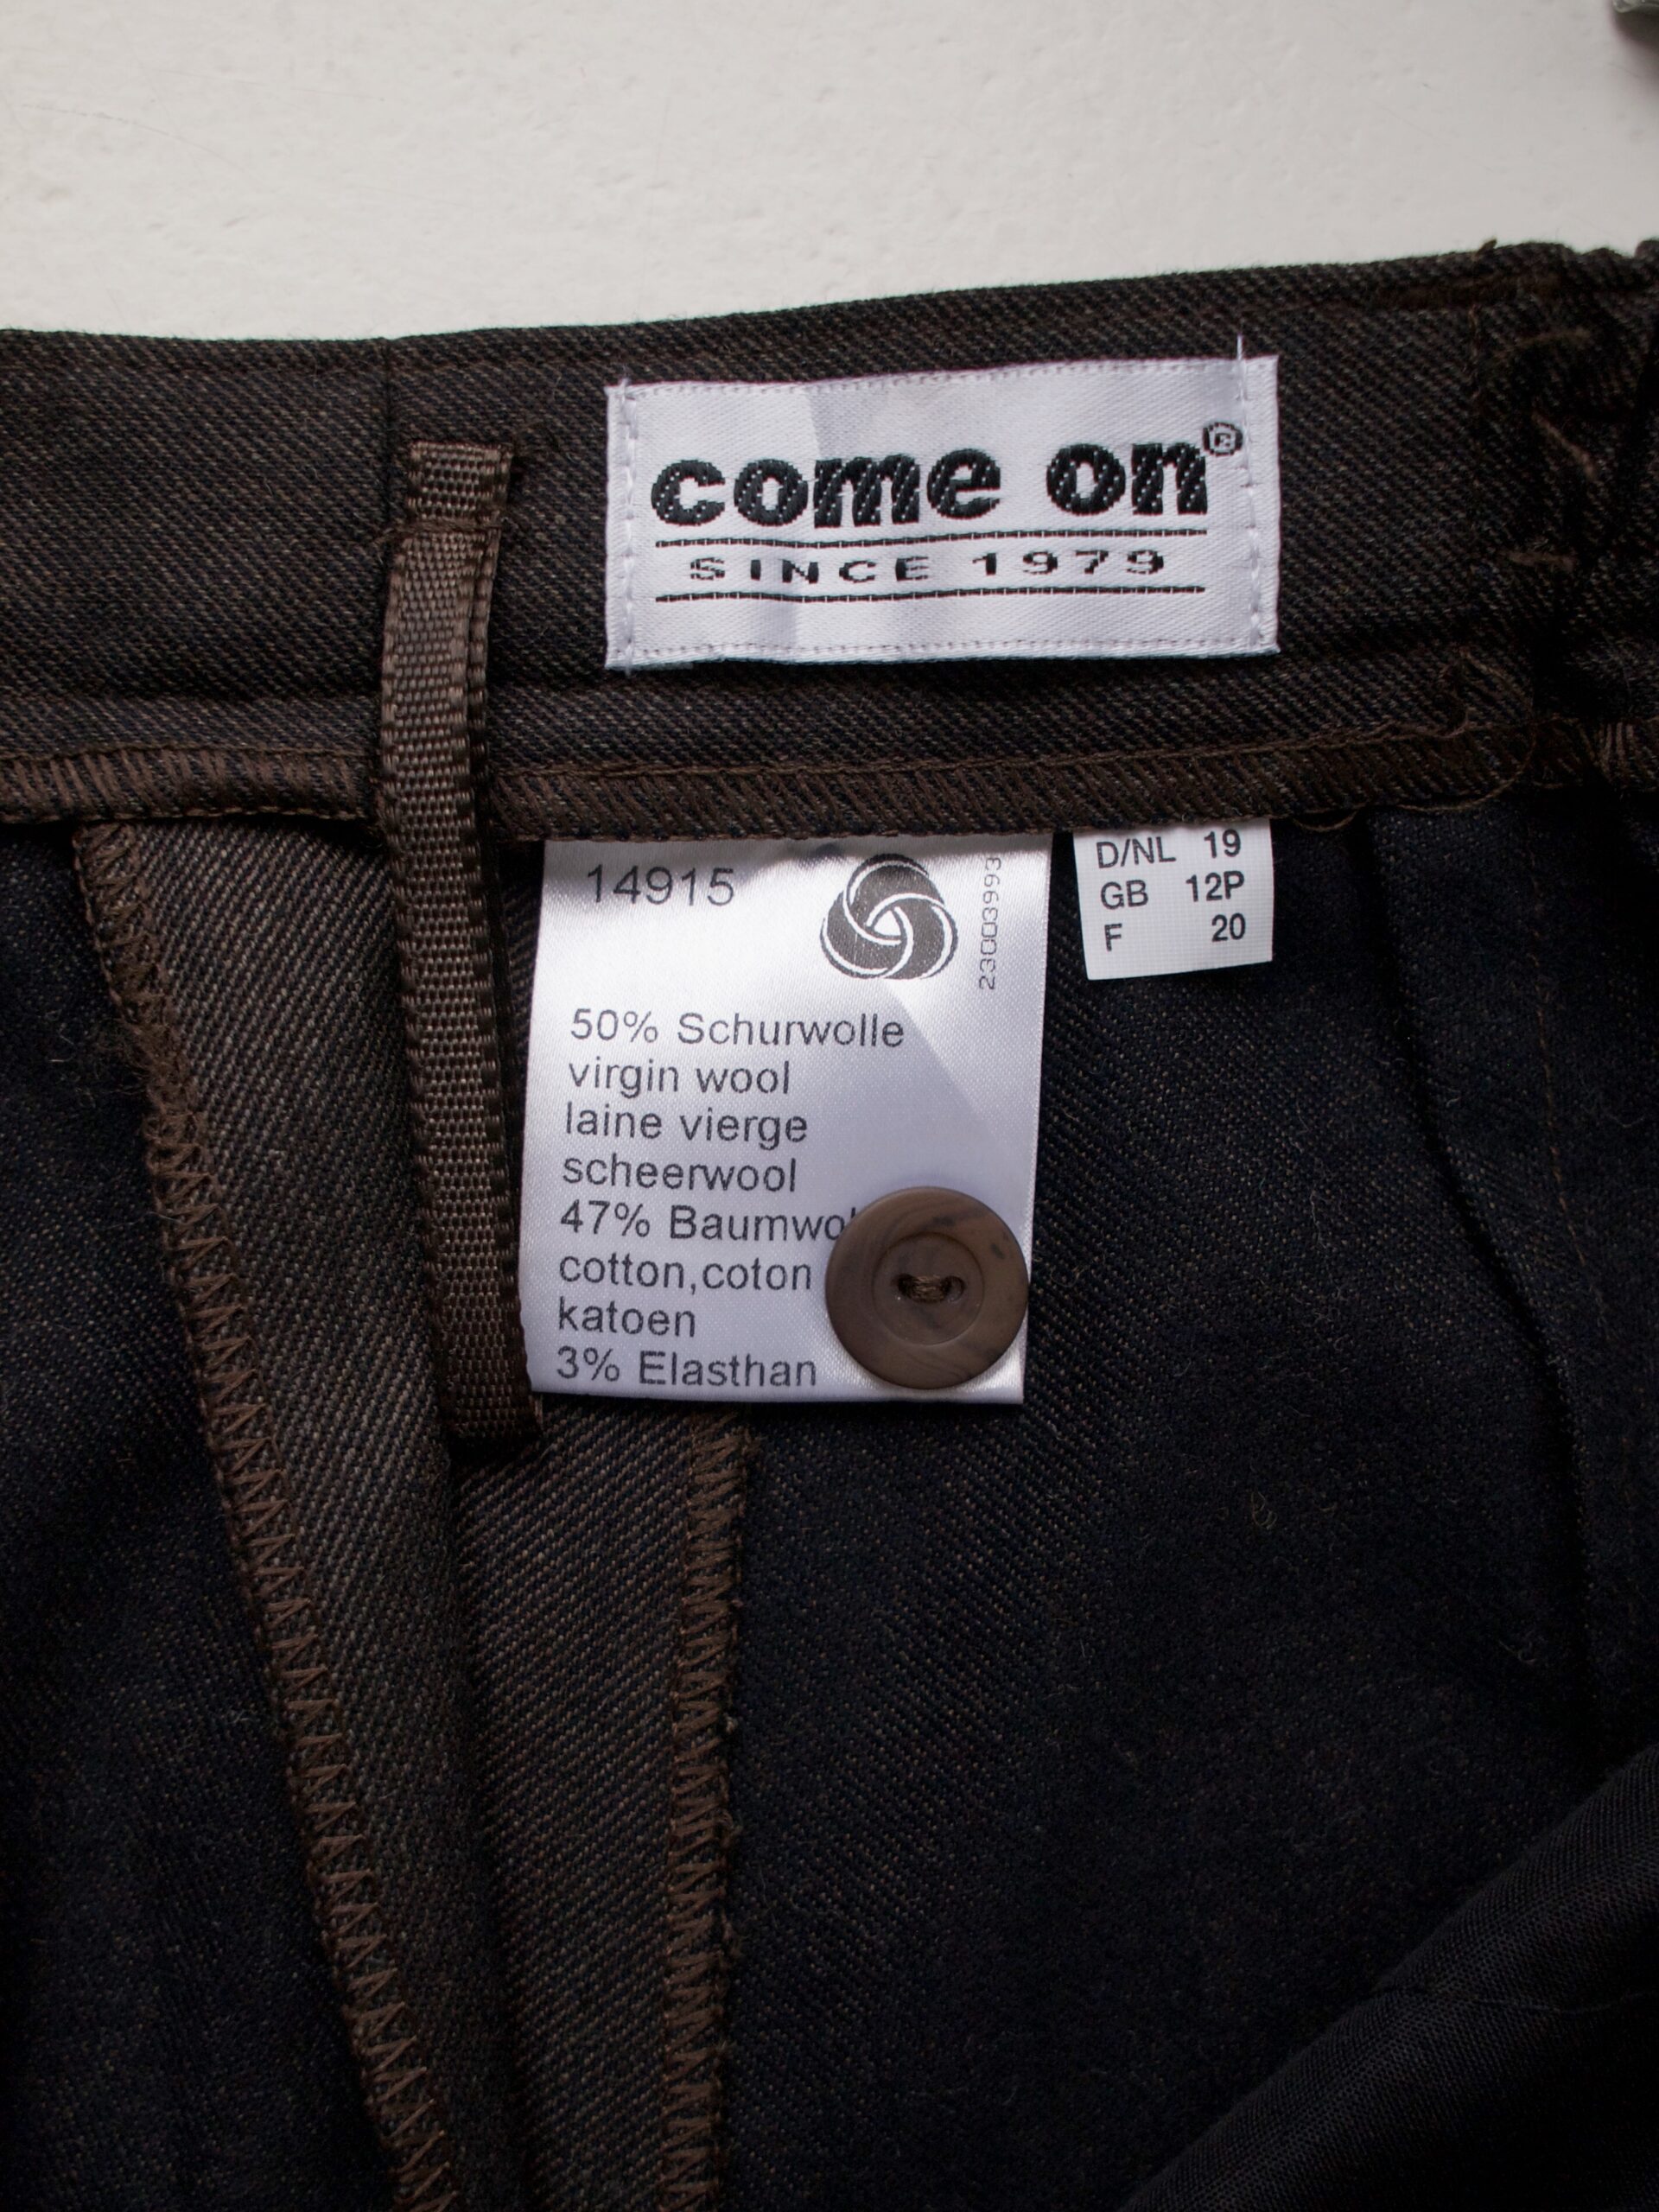 come on®
SINCE 1979
14915
23003993
50% Schurwolle
virgin wool
laine vierge
scheerwool
47%
cotton,coton
katoen
3% Elasthan
D/NL 19
GB 12P
F 20